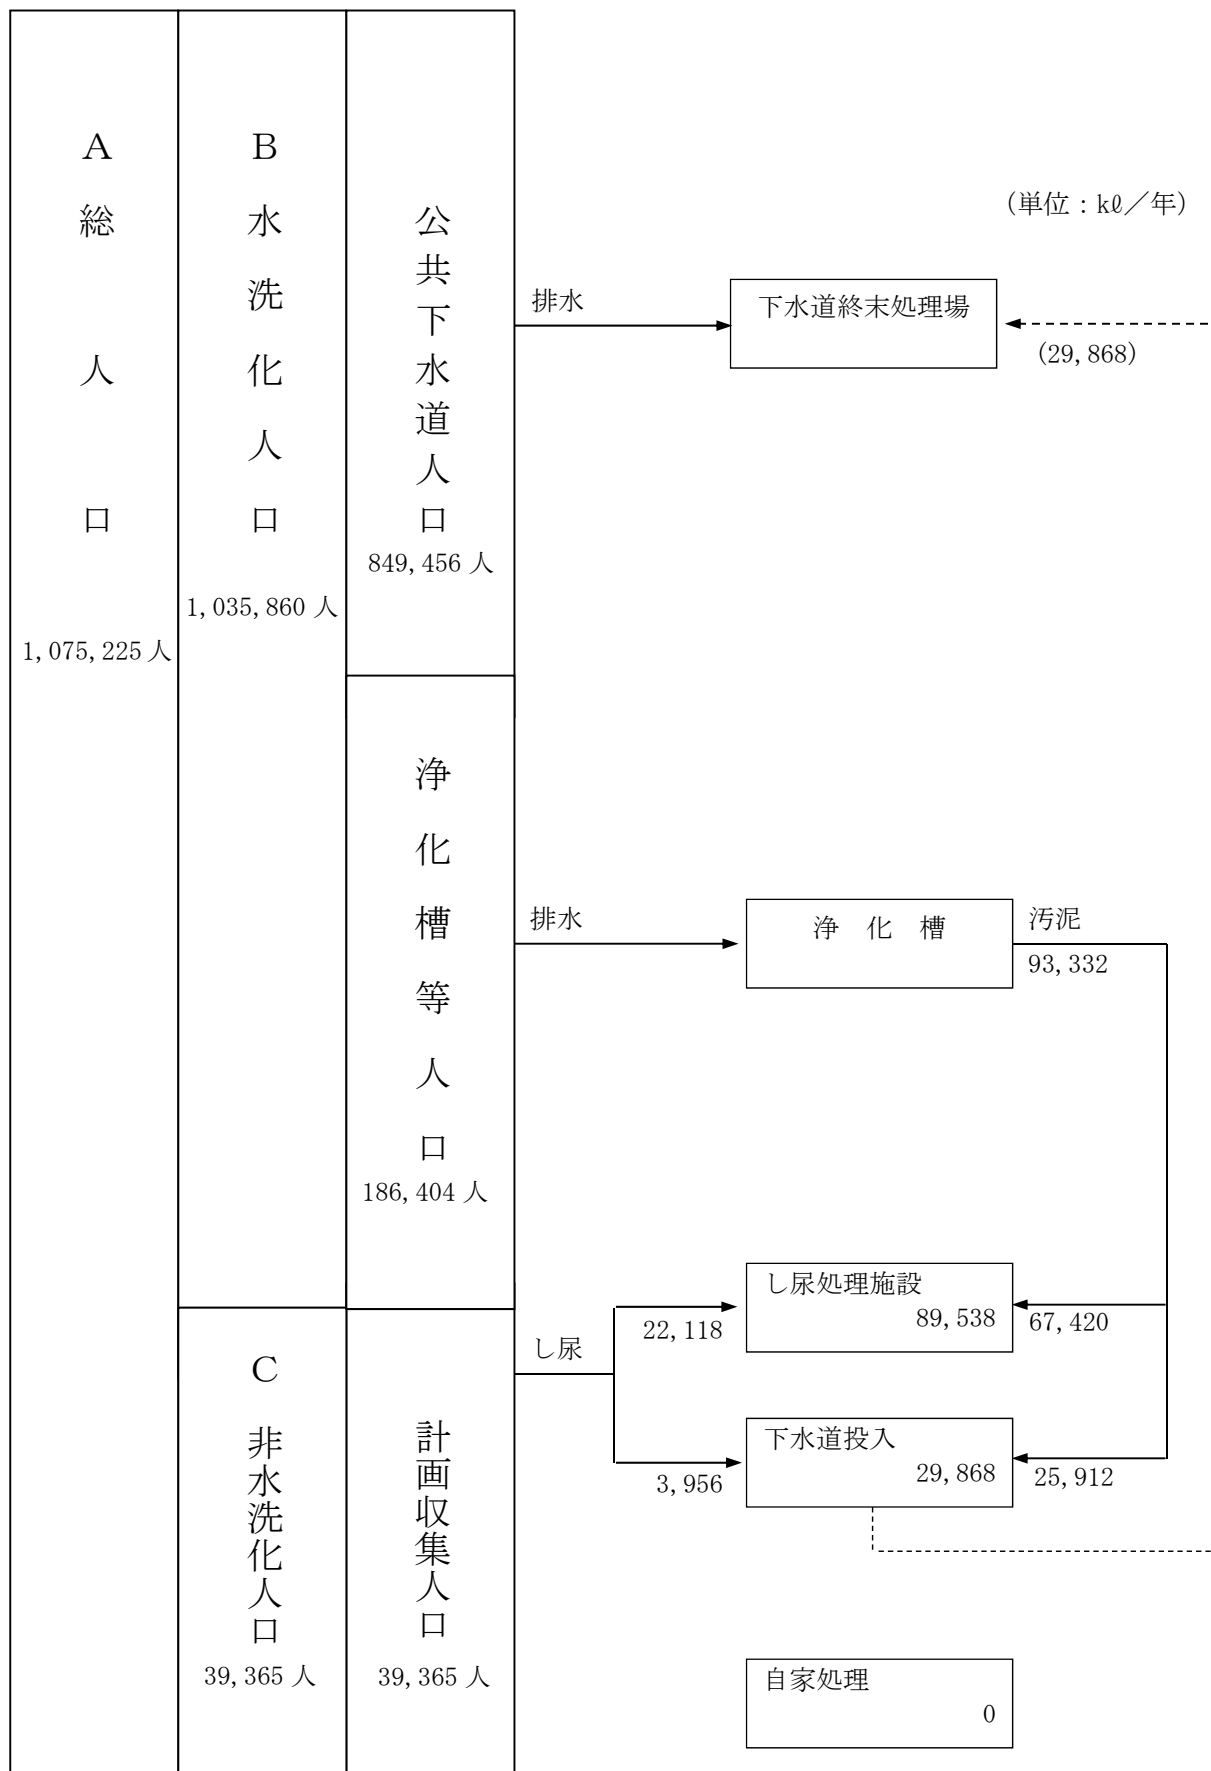 A 総人口
1,075,225人
B 水洗化人口
1,035,860人
公共下水道人口
849,456人
(単位：kℓ／年)
排水
下水道終末処理場
(29,868)
浄化槽等人口
186,404人
排水
浄化槽
汚泥
93,332
C 非水洗化人口
39,365人
計画収集人口
39,365人
し尿
22,118
し尿処理施設
89,538
67,420
3,956
下水道投入
29,868
25,912
自家処理
0